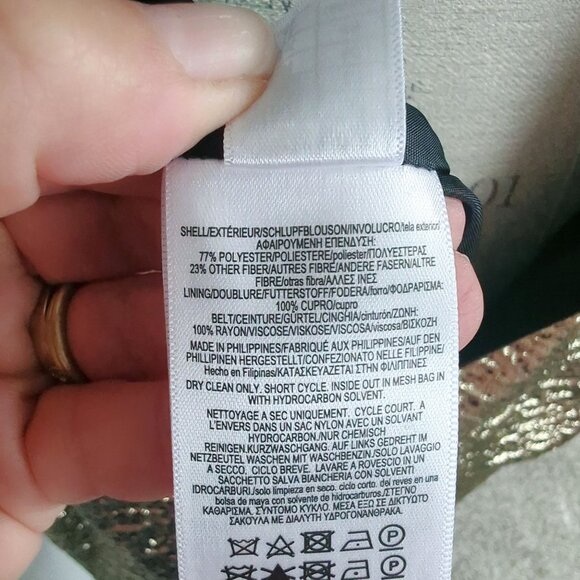 SHELL/EXTÉRIEUR/SCHLUPFBLOUSON/INVOLUCRO/tela exterior/
ΑΦΑΙΡΟΥΜΕΝΗ ΕΠΕΝΔΥΣΗ:
77% POLYESTER/POLIESTERE/poliester/ΠΟΛΥΕΣΤΕΡΑΣ
23% OTHER FIBER/AUTRES FIBRE/ANDERE FASERN/ALTRE
FIBRE/otras fibra/ΑΛΛΕΣ ΙΝΕΣ
LINING/DOUBLURE/FUTTERSTOFF/FODERA/forro/ΦΟΔΡΑΡΙΣΜΑ:
100% CUPRO/cupro
BELT/CEINTURE/GÜRTEL/CINGHIA/cinturón/ZΩNH:
100% RAYON/VISCOSE/VISKOSE/VISCOSA/viscosa/ΒΙΣΚΟΖΗ
MADE IN PHILIPPINES/FABRIQUÉ AUX PHILIPPINES/AUF DEN
PHILLIPINEN HERGESTELLT/CONFEZIONATO NELLE FILIPPINE/
Hecho en Filipinas/ΚΑΤΑΣΚΕΥΑΖΕΤΑΙ ΣΤΗΝ ΦΙΛΙΠΠΙΝΕΣ
DRY CLEAN ONLY. SHORT CYCLE. INSIDE OUT IN MESH BAG IN
WITH HYDROCARBON SOLVENT.
NETTOYAGE A SEC UNIQUEMENT. CYCLE COURT. A
L'ENVERS DANS UN SAC NYLON AVEC UN SOLVANT
HYDROCARBON./NUR CHEMISCH
REINIGEN.KURZWASCHGANG. AUF LINKS GEDREHT IM
NETZBEUTEL WASCHEN MIT WASCHBENZIN./SOLO LAVAGGIO
A SECCO. CICLO BREVE. LAVARE A ROVESCIO IN UN
SACCHETTO SALVA BIANCHERIA CON SOLVENTE
IDROCARBURI./solo limpieza en seco. ciclo corto. del reves en una
bolsa de maya con solvente de hidrocarburos./ΣΤΕΓΝΟ
ΚΑΘΑΡΙΣΜΑ. ΣΥΝΤΟΜΟ ΚΥΚΛΟ. ΜΕΣΑ ΕΞΩ ΣΕ ΔΙΚΤΥΩΤΟ
ΣΑΚΟΥΛΑ ΜΕ ΔΙΑΛΥΤΗ ΥΔΡΟΓΟΝΑΝΘΡΑΚΑ.
P
P